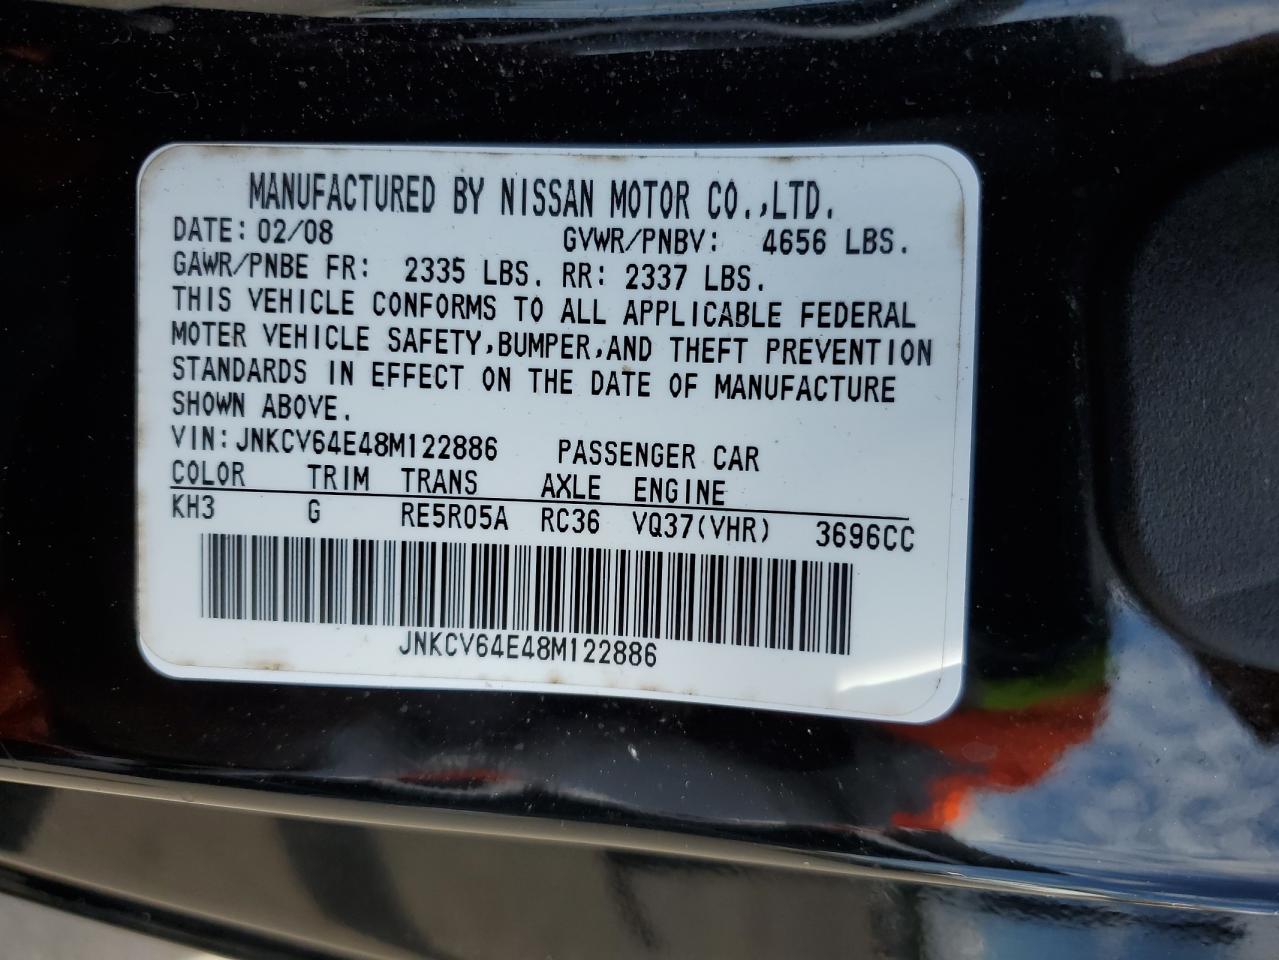 MANUFACTURED BY NISSAN MOTOR CO.,LTD.
DATE: 02/08 GVWR/PNBV: 4656 LBS.
GAWR/PNBE FR: 2335 LBS. RR: 2337 LBS.
THIS VEHICLE CONFORMS TO ALL APPLICABLE FEDERAL
MOTER VEHICLE SAFETY,BUMPER,AND THEFT PREVENTION
STANDARDS IN EFFECT ON THE DATE OF MANUFACTURE
SHOWN ABOVE.
VIN: JNKCV64E48M122886 PASSENGER CAR
COLOR TRIM TRANS AXLE ENGINE
KH3 G RE5R05A RC36 VQ37(VHR) 3696CC
JNKCV64E48M122886